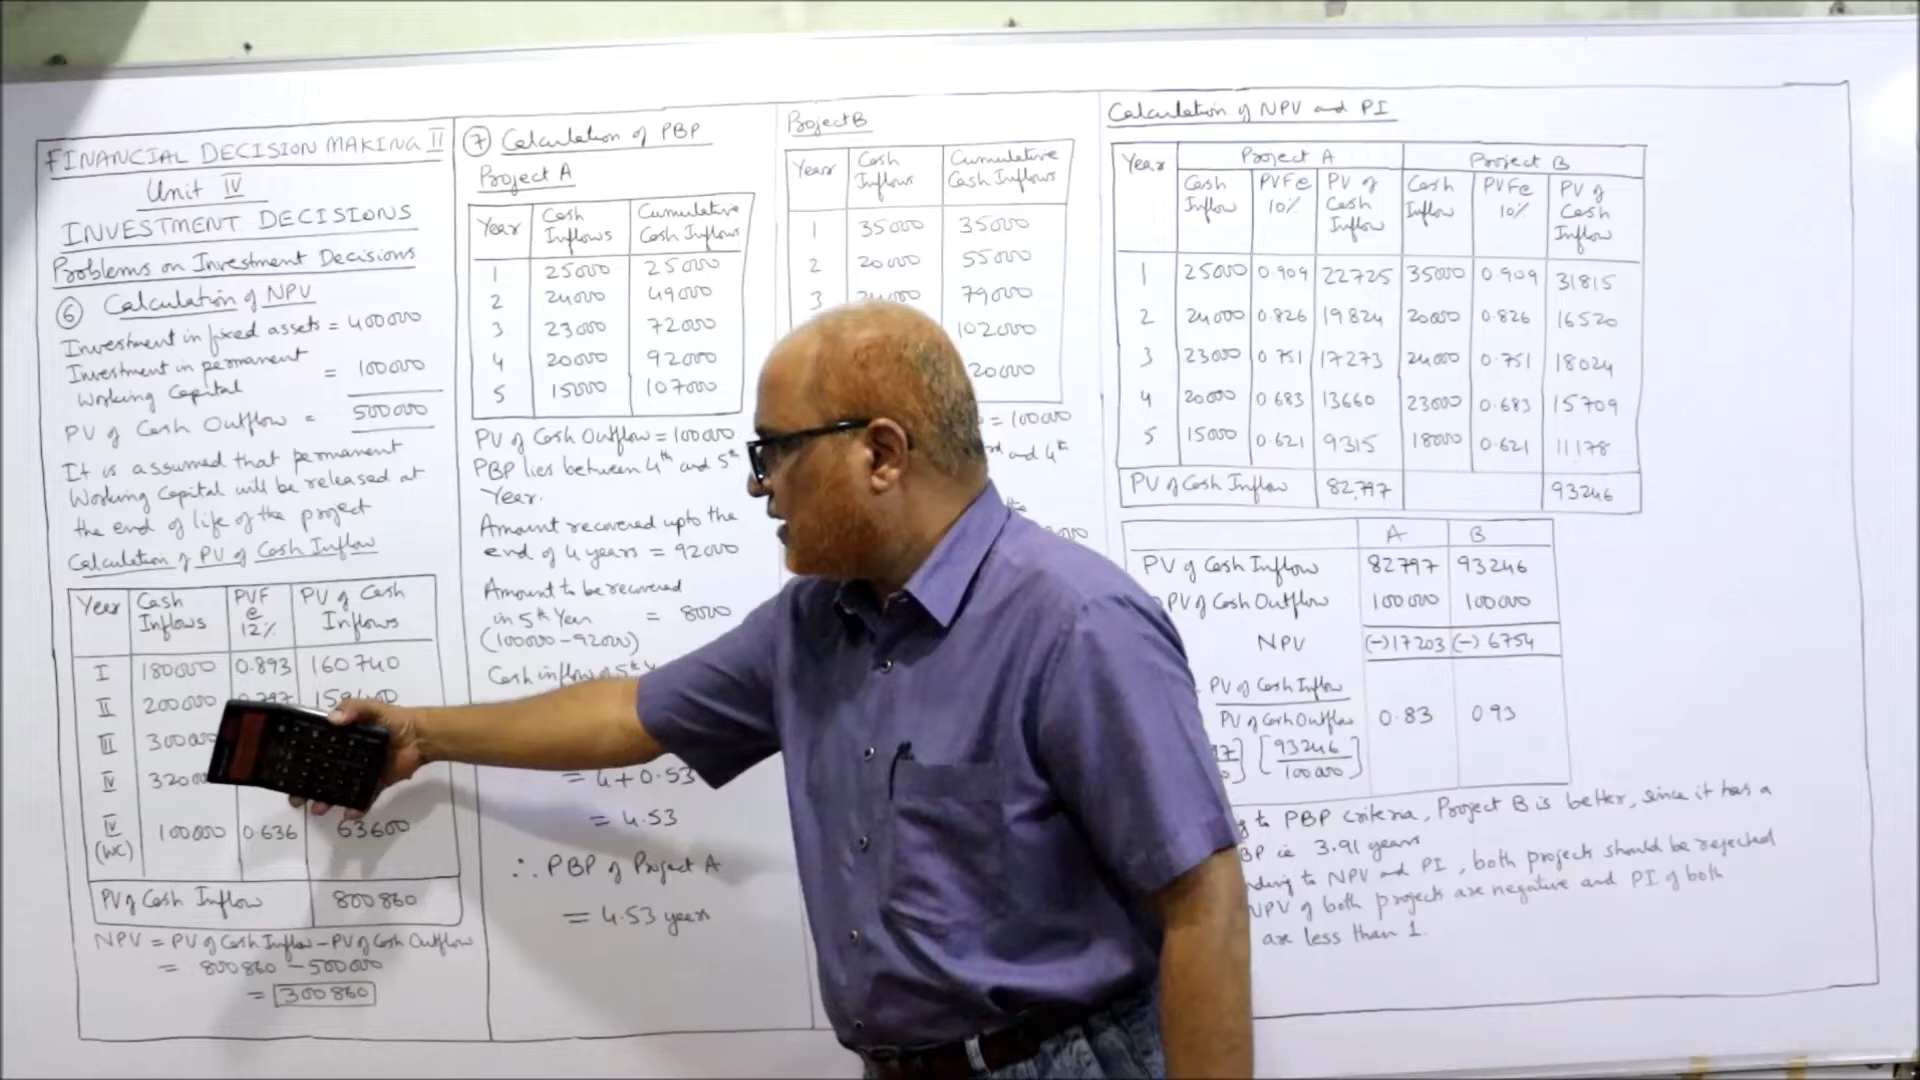 FINANCIAL DECISION MAKING II
Unit IV
INVESTMENT DECISIONS
Problems on Investment Decisions
⑥ Calculation of NPV
Investment in fixed assets = 400000
Investment in permanent
Working Capital = 100000
PV of Cash Outflow = 500000
It is assumed that permanent
Working Capital will be released at
the end of life of the project
Calculation of PV of Cash Inflow
Year Cash Inflows PVF @ 12% PV of Cash Inflows
I 180000 0.893 160740
II 200000 0.797
III
IV
IV (WC) 100000 0.636 63600
PV of Cash Inflow 800860
NPV = PV of Cash Inflow - PV of Cash Outflow
= 800860 - 500000
= 300860
⑦ Calculation of PBP
Project A
Year Cash Inflows Cumulative Cash Inflows
1 25000 25000
2 24000 49000
3 23000 72000
4 20000 92000
5 15000 107000
PV of Cash Outflow = 100000
PBP lies between 4th and 5th
Year.
Amount recovered upto the
end of 4 years = 92000
Amount to be recovered
in 5th Year = 8000
(100000-92000)
Cash inflow 5th
= 4+0.53
= 4.53
∴ PBP of Project A
= 4.53 years
Project B
Year Cash Inflows Cumulative Cash Inflows
1 35000 35000
2 20000 55000
3 79000
102000
20000
= 100000
and 4th
Calculation of NPV and PI
Year Project A Project B
Cash Inflow PVF@ 10% PV of Cash Inflow Cash Inflow PVF@ 10% PV of Cash Inflow
1 25000 0.909 22725 35000 0.909 31815
2 24000 0.826 19824 20000 0.826 16520
3 23000 0.751 17273 24000 0.751 18024
4 20000 0.683 13660 23000 0.683 15709
5 15000 0.621 9315 18000 0.621 11178
PV of Cash Inflow 82,797 93246
A B
PV of Cash Inflow 82797 93246
PV of Cash Outflow 100000 100000
NPV (-)17203 (-)6754
PV of Cash Inflow
PV of Cash Outflow 0.83 0.93
[93246
100000]
to PBP criteria, Project B is better, since it has a
BP ie 3.91 years
to NPV and PI, both projects should be rejected
NPV of both projects are negative and PI of both
are less than 1.